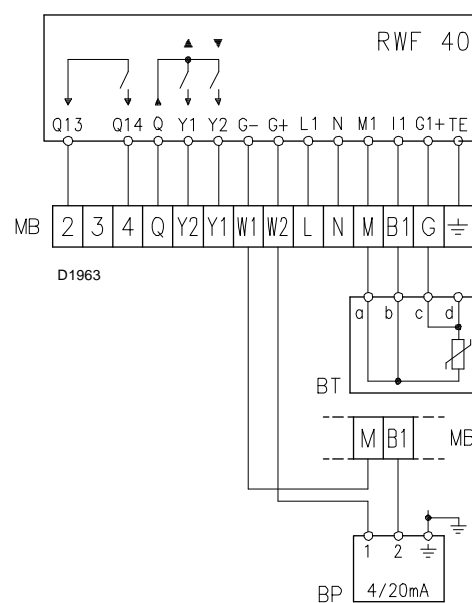 RWF 40
Q13 Q14 Q Y1 Y2 G- G+ L1 N M1 I1 G1+ TE
MB 2 3 4 Q Y2 Y1 W1 W2 L N M B1 G
D1963
a b c d
BT
M B1 MB
1 2
BP 4/20mA